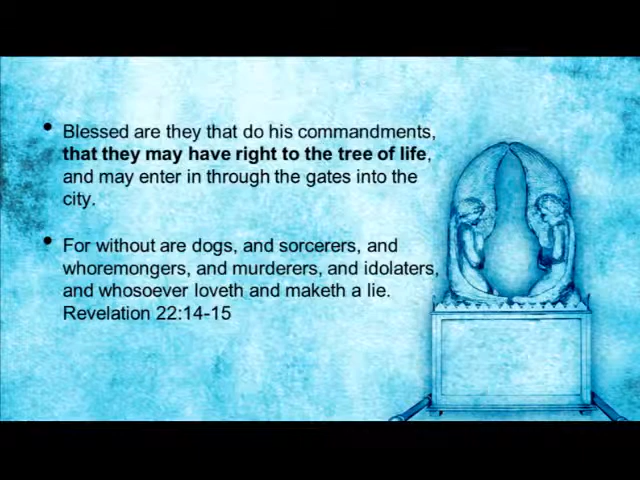 • Blessed are they that do his commandments,
that they may have right to the tree of life,
and may enter in through the gates into the
city.
• For without are dogs, and sorcerers, and
whoremongers, and murderers, and idolaters,
and whosoever loveth and maketh a lie.
Revelation 22:14-15